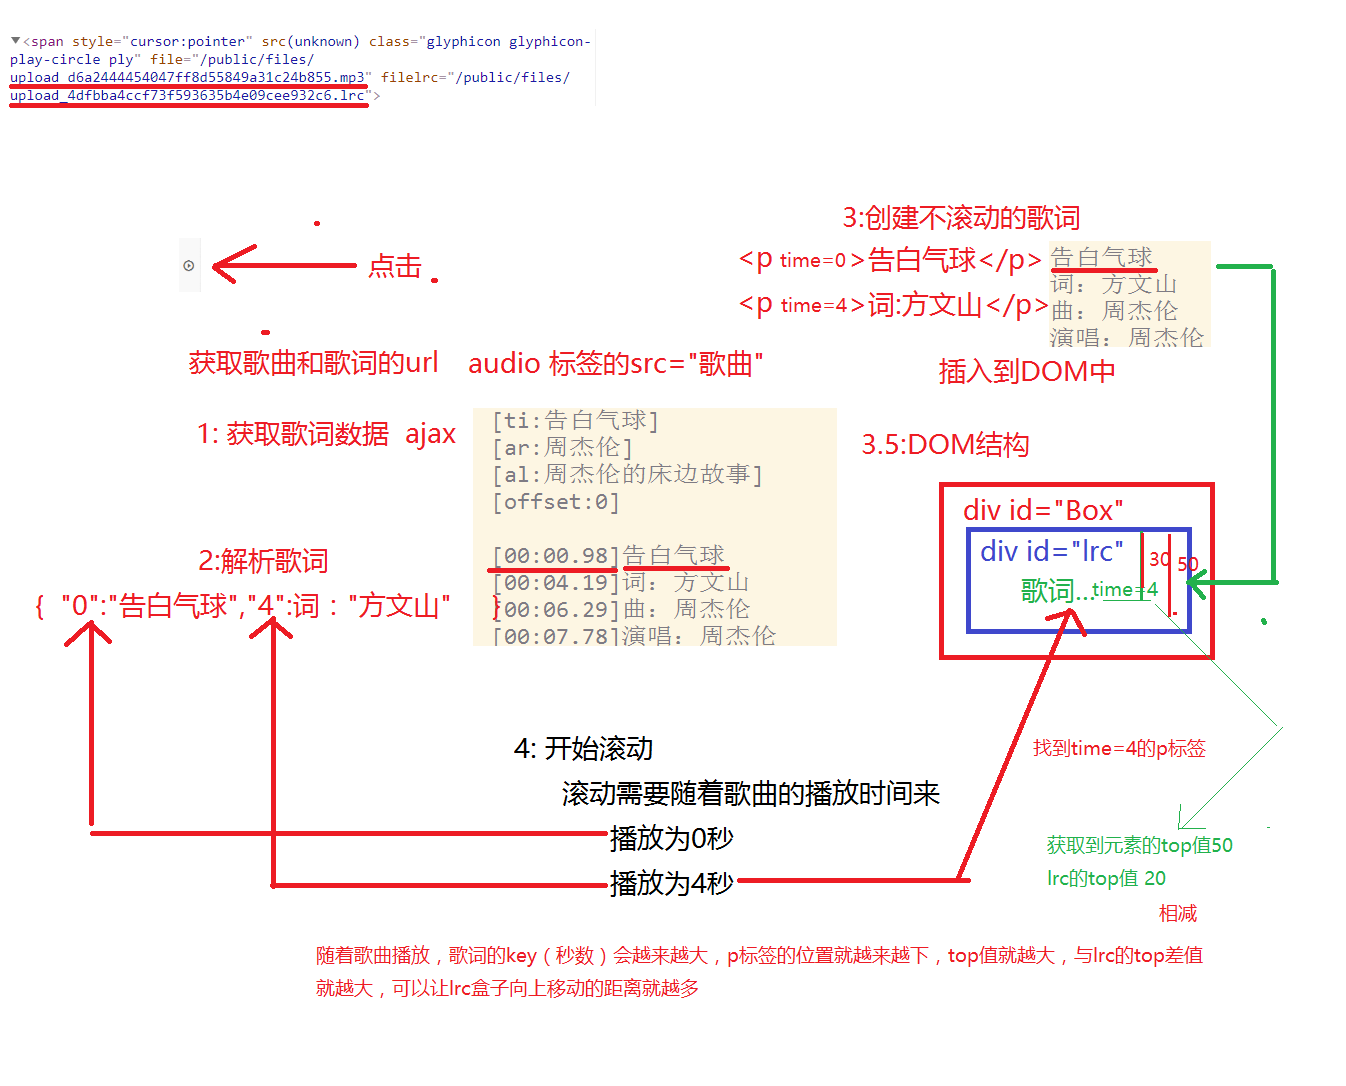 <span style="cursor:pointer" src(unknown) class="glyphicon glyphicon-
play-circle ply" file="/public/files/
upload_d6a2444454047ff8d55849a31c24b855.mp3" filelrc="/public/files/
upload_4dfbba4ccf73f593635b4e09cee932c6.lrc">
点击
获取歌曲和歌词的url audio 标签的src="歌曲"
1: 获取歌词数据 ajax
[ti:告白气球]
[ar:周杰伦]
[al:周杰伦的床边故事]
[offset:0]
[00:00.98]告白气球
[00:04.19]词: 方文山
[00:06.29]曲: 周杰伦
[00:07.78]演唱: 周杰伦
2:解析歌词
{ "0":"告白气球","4":词："方文山" }
3:创建不滚动的歌词
<p time=0>告白气球</p>
<p time=4>词:方文山</p>
告白气球
词: 方文山
曲: 周杰伦
演唱: 周杰伦
插入到DOM中
3.5:DOM结构
div id="Box"
div id="lrc"
歌词...time=4
30
50
4: 开始滚动
滚动需要随着歌曲的播放时间来
播放为0秒
播放为4秒
找到time=4的p标签
获取到元素的top值50
lrc的top值 20
相减
随着歌曲播放，歌词的key（秒数）会越来越大，p标签的位置就越来越下，top值就越大，与lrc的top差值
就越大，可以让lrc盒子向上移动的距离就越多